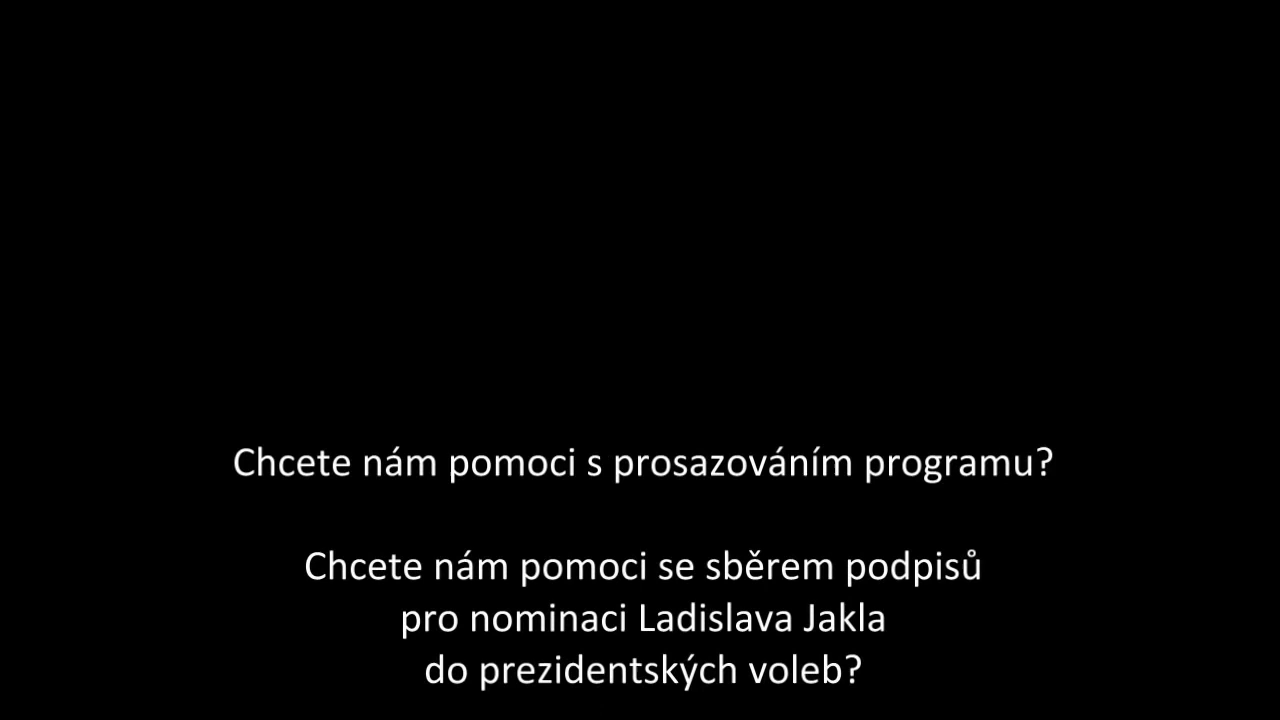 Chcete nám pomoci s prosazováním programu?
Chcete nám pomoci se sběrem podpisů
pro nominaci Ladislava Jakla
do prezidentských voleb?